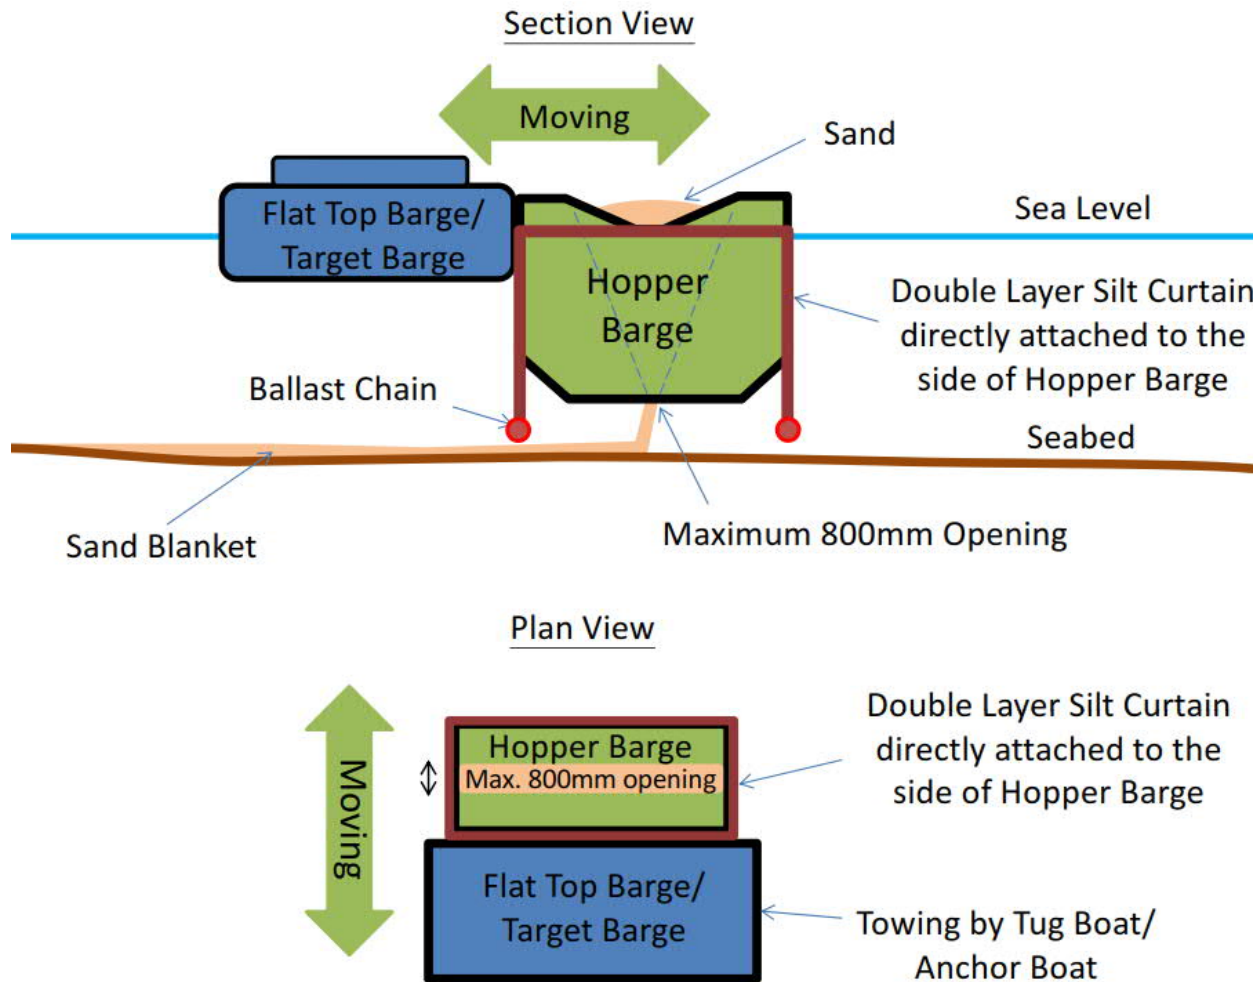 Section View
Moving
Sand
Flat Top Barge/
Target Barge
Sea Level
Hopper
Barge
Double Layer Silt Curtain
directly attached to the
side of Hopper Barge
Ballast Chain
Seabed
Sand Blanket
Maximum 800mm Opening
Plan View
Moving
Hopper Barge
Max. 800mm opening
Double Layer Silt Curtain
directly attached to the
side of Hopper Barge
Flat Top Barge/
Target Barge
Towing by Tug Boat/
Anchor Boat